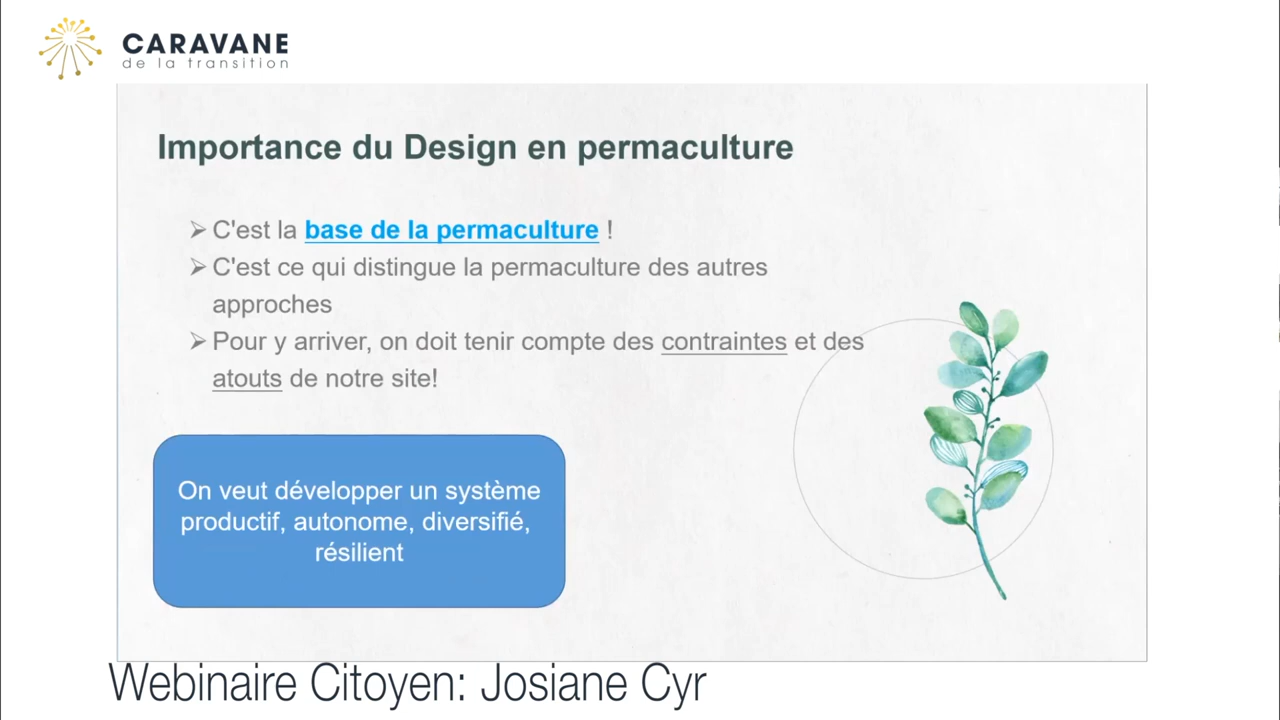 CARAVANE
de la transition
Importance du Design en permaculture
C'est la base de la permaculture !
C'est ce qui distingue la permaculture des autres
approches
Pour y arriver, on doit tenir compte des contraintes et des
atouts de notre site!
On veut développer un système
productif, autonome, diversifié,
résilient
Webinaire Citoyen: Josiane Cyr